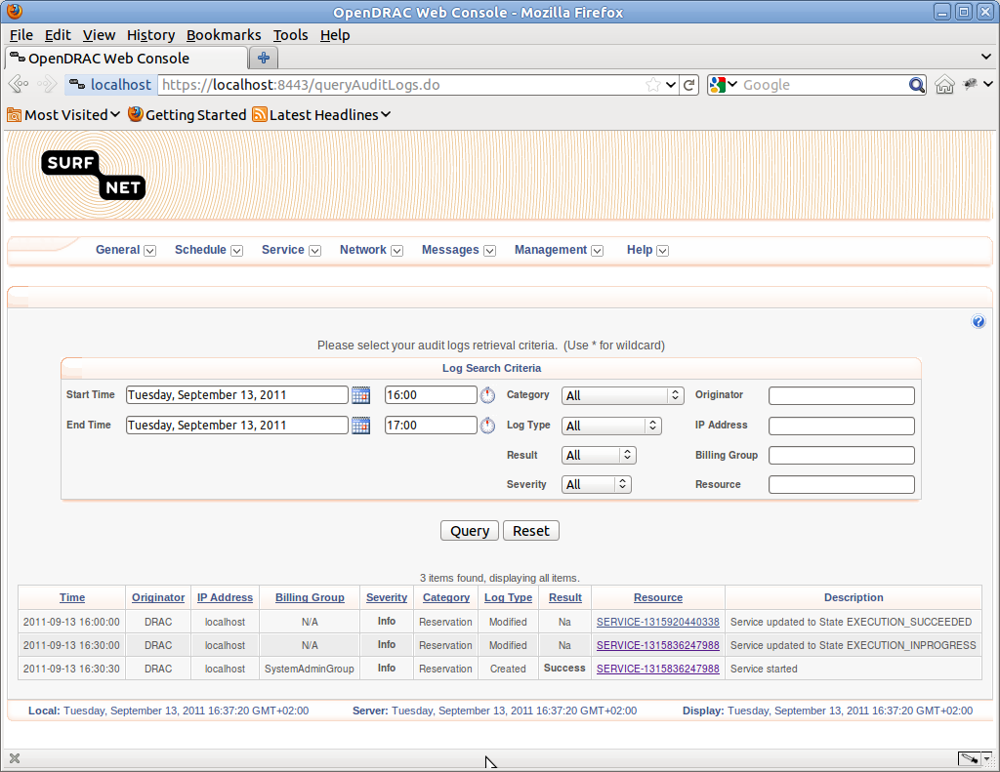 OpenDRAC Web Console - Mozilla Firefox
File Edit View History Bookmarks Tools Help
OpenDRAC Web Console
localhost https://localhost:8443/queryAuditLogs.do Google
Most Visited Getting Started Latest Headlines
SURF
NET
General Schedule Service Network Messages Management Help
Please select your audit logs retrieval criteria. (Use * for wildcard)
Log Search Criteria
Start Time Tuesday, September 13, 2011 16:00 Category All Originator
End Time Tuesday, September 13, 2011 17:00 Log Type All IP Address
Result All Billing Group
Severity All Resource
Query Reset
3 items found, displaying all items.
Time Originator IP Address Billing Group Severity Category Log Type Result Resource Description
2011-09-13 16:00:00 DRAC localhost N/A Info Reservation Modified Na SERVICE-1315920440338 Service updated to State EXECUTION_SUCCEEDED
2011-09-13 16:30:00 DRAC localhost N/A Info Reservation Modified Na SERVICE-1315836247988 Service updated to State EXECUTION_INPROGRESS
2011-09-13 16:30:30 DRAC localhost SystemAdminGroup Info Reservation Created Success SERVICE-1315836247988 Service started
Local: Tuesday, September 13, 2011 16:37:20 GMT+02:00 Server: Tuesday, September 13, 2011 16:37:20 GMT+02:00 Display: Tuesday, September 13, 2011 16:37:20 GMT+02:00